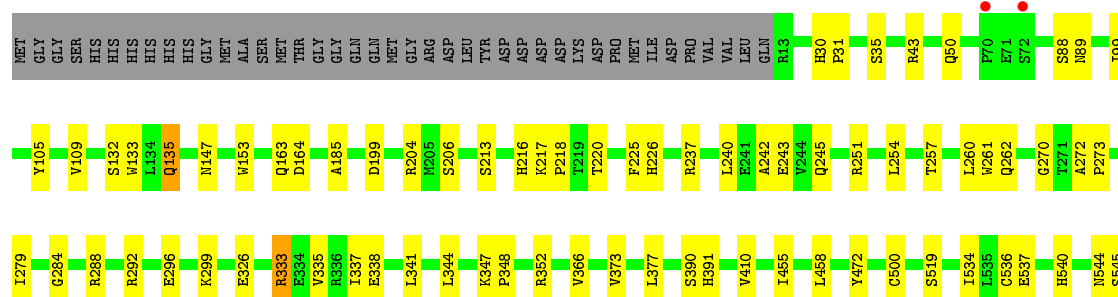 MET GLY GLY SER HIS HIS HIS HIS HIS HIS GLY MET ALA SER MET THR GLY GLY GLN GLN MET GLY ARG ASP LEU TYR ASP ASP ASP ASP LYS ASP PRO MET ILE ASP PRO VAL VAL LEU GLN R13 H30 P31 S35 R43 Q50 P70 E71 S72 S88 N89
Y105 V109 S132 W133 L134 Q135 N147 W153 Q163 D164 A185 D199 R204 M205 S206 S213 H216 K217 P218 T219 T220 F225 H226 R237 L240 E241 A242 E243 V244 Q245 R251 L254 T257 L260 W261 Q262 G270 T271 A272 P273
I279 G284 R288 R292 E296 K299 E326 R333 E334 V335 R336 I337 E338 L341 L344 K347 P348 R352 V366 V373 L377 S390 H391 V410 I455 L458 Y472 C500 S519 I534 L535 C536 E537 H540 N544